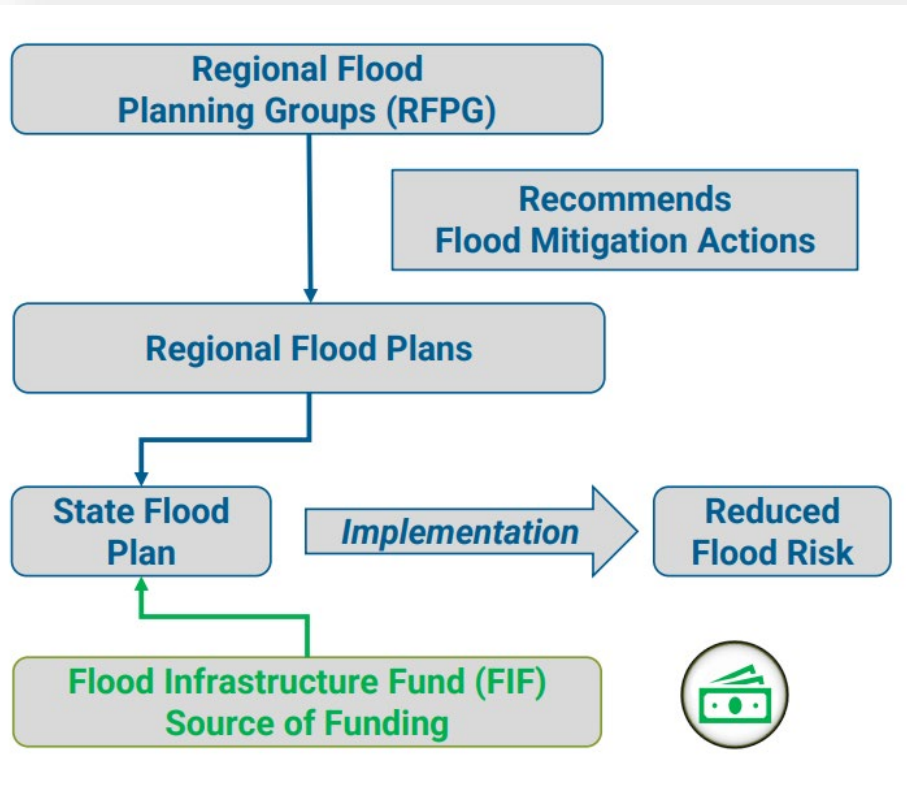 Regional Flood
Planning Groups (RFPG)
Recommends
Flood Mitigation Actions
Regional Flood Plans
State Flood
Plan
Implementation
Reduced
Flood Risk
Flood Infrastructure Fund (FIF)
Source of Funding